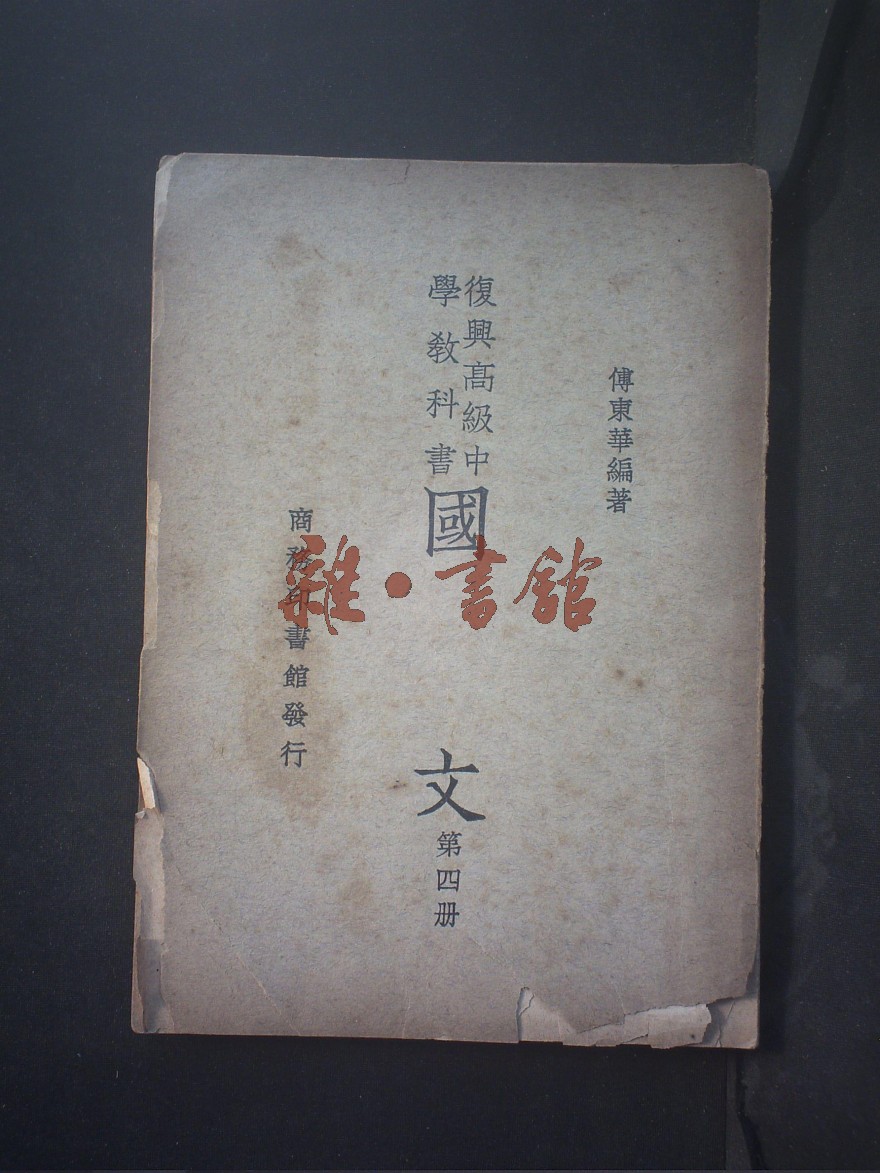 傅東華編著
復興高級中
學教科書
國文
第四册
商務印書館發行
雜·書館